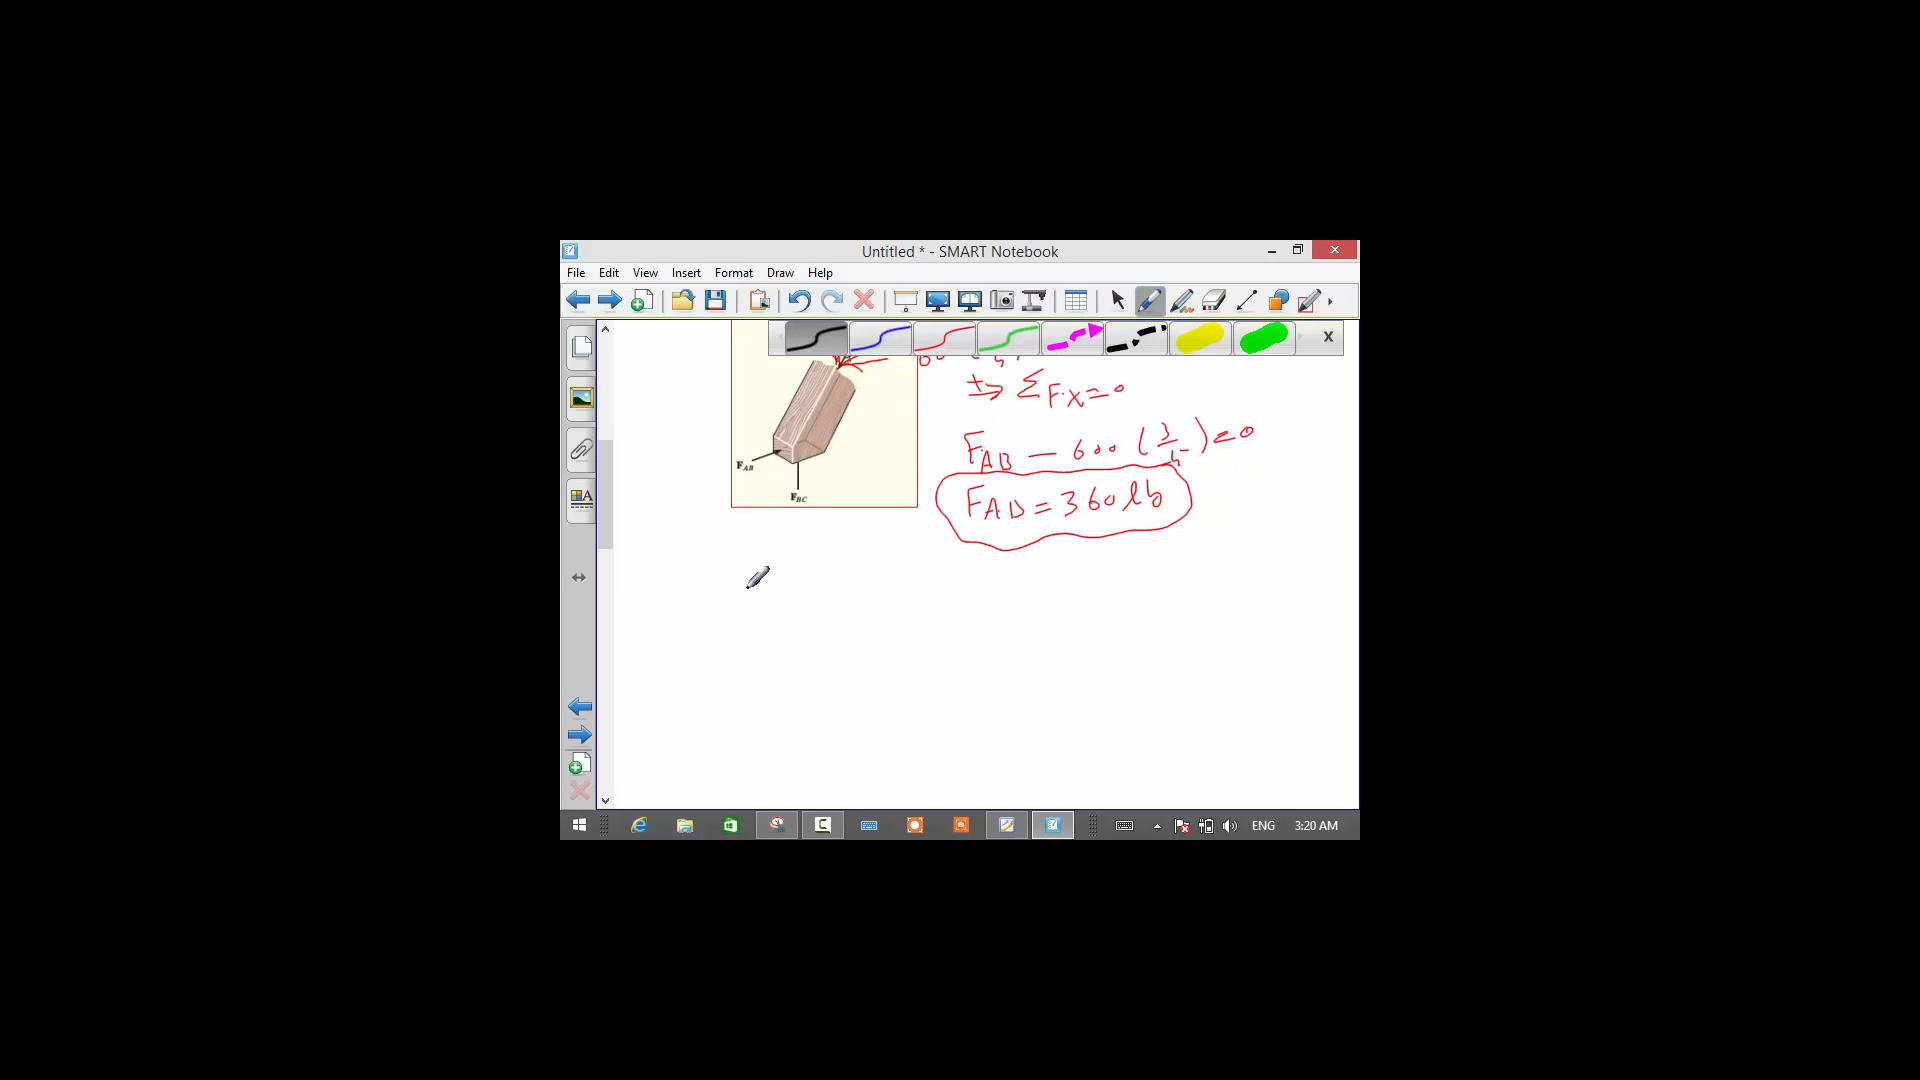 Untitled * - SMART Notebook
File Edit View Insert Format Draw Help
X
+→ ΣF·x=0
F_AB — 600 (3/5)=0
F_AB = 360 lb
F_AB
F_BC
ENG 3:20 AM